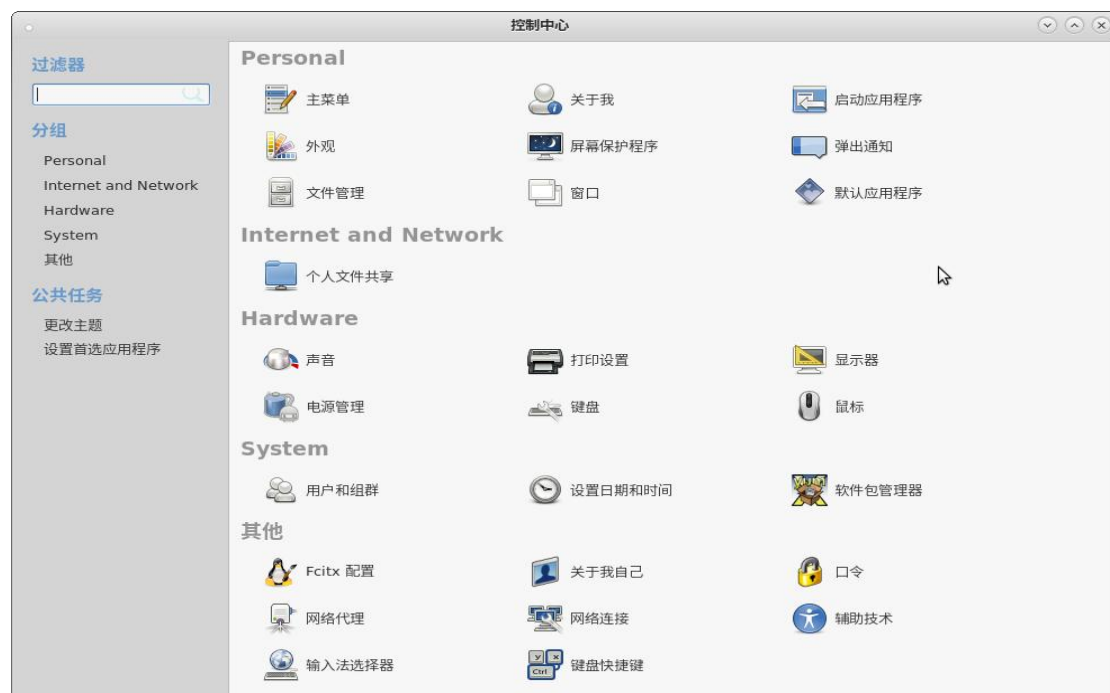 控制中心
过滤器
分组
Personal
Internet and Network
Hardware
System
其他
公共任务
更改主题
设置首选应用程序
Personal
主菜单 关于我 启动应用程序
外观 屏幕保护程序 弹出通知
文件管理 窗口 默认应用程序
Internet and Network
个人文件共享
Hardware
声音 打印设置 显示器
电源管理 键盘 鼠标
System
用户和组群 设置日期和时间 软件包管理器
其他
Fcitx 配置 关于我自己 口令
网络代理 网络连接 辅助技术
输入法选择器 键盘快捷键